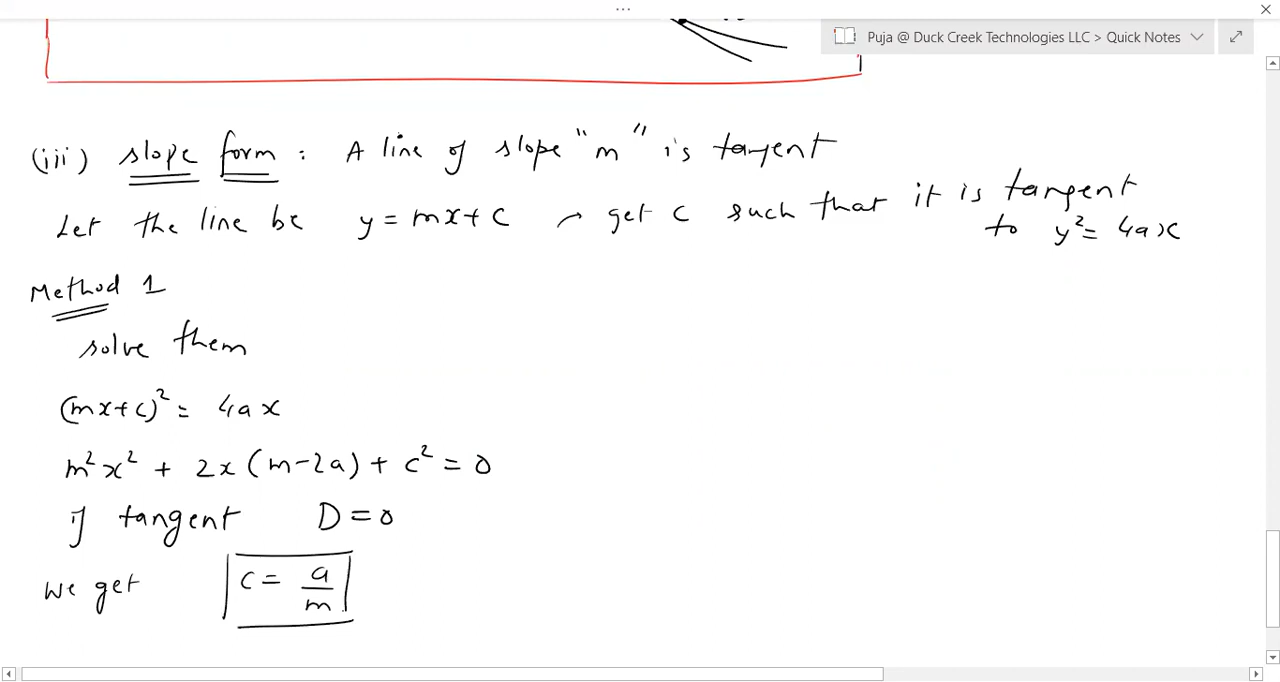 Puja @ Duck Creek Technologies LLC > Quick Notes
(iii) slope form : A line of slope "m" is tangent
Let the line be y = mx + c → get c such that it is tangent
to y² = 4ax
Method 1
solve them
(mx+c)² = 4ax
m²x² + 2x (m-2a) + c² = 0
If tangent D = 0
We get c = a/m